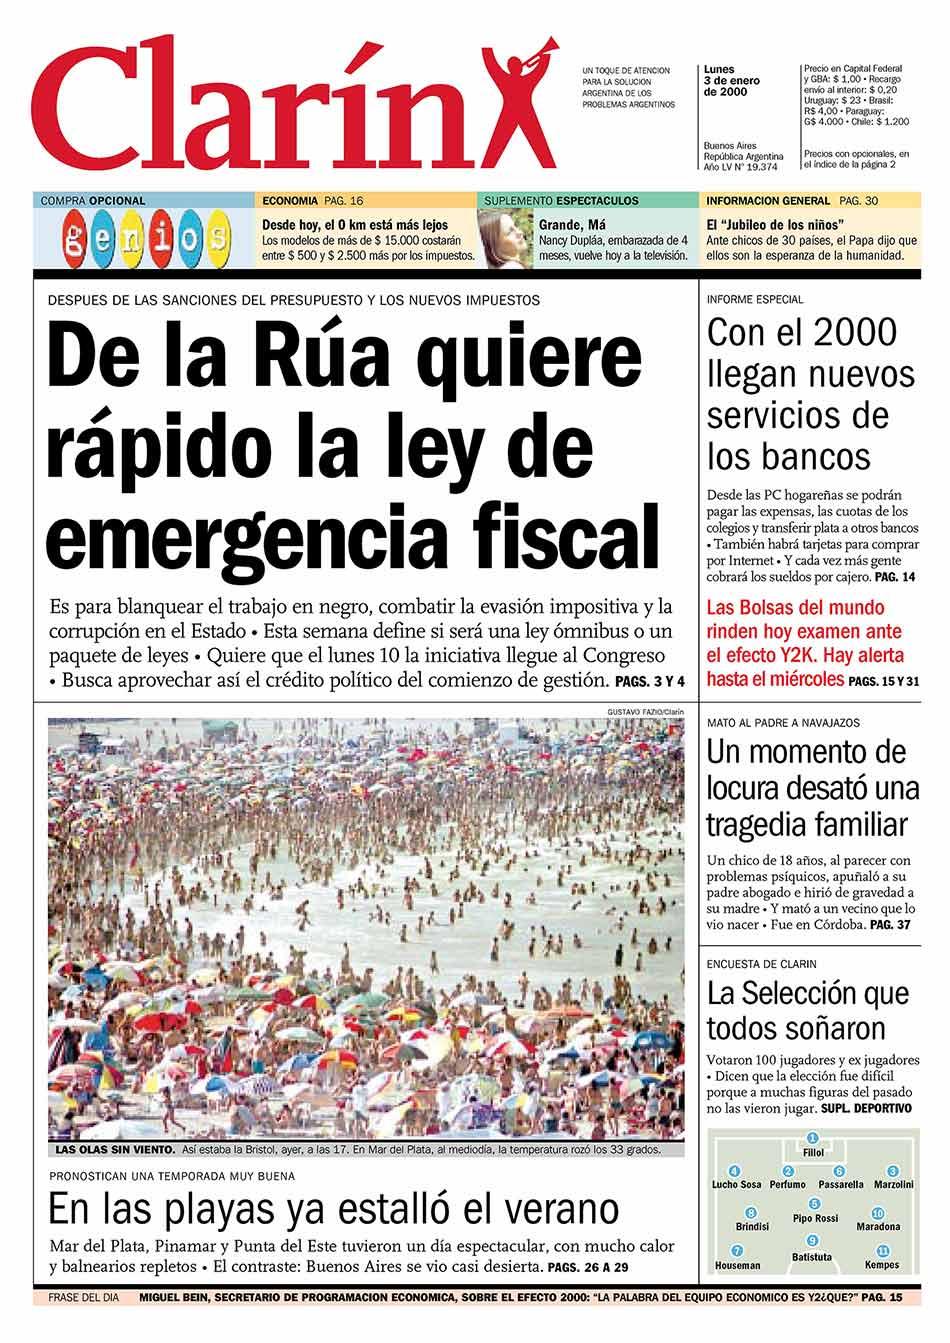 Clarín
UN TOQUE DE ATENCION
PARA LA SOLUCION
ARGENTINA DE LOS
PROBLEMAS ARGENTINOS
Lunes
3 de enero
de 2000
Buenos Aires
República Argentina
Año LV Nº 19.374
Precio en Capital Federal
y GBA: $ 1,00 • Recargo
envío al interior: $ 0,20
Uruguay: $ 23 • Brasil:
R$ 4,00 • Paraguay:
G$ 4.000 • Chile: $ 1.200
Precios con opcionales, en
el índice de la página 2
COMPRA OPCIONAL
genios
ECONOMIA PAG. 16
Desde hoy, el 0 km está más lejos
Los modelos de más de $ 15.000 costarán
entre $ 500 y $ 2.500 más por los impuestos.
SUPLEMENTO ESPECTACULOS
Grande, Má
Nancy Dupláa, embarazada de 4
meses, vuelve hoy a la televisión.
INFORMACION GENERAL PAG. 30
El "Jubileo de los niños"
Ante chicos de 30 países, el Papa dijo que
ellos son la esperanza de la humanidad.
DESPUES DE LAS SANCIONES DEL PRESUPUESTO Y LOS NUEVOS IMPUESTOS
De la Rúa quiere
rápido la ley de
emergencia fiscal
Es para blanquear el trabajo en negro, combatir la evasión impositiva y la
corrupción en el Estado • Esta semana define si será una ley ómnibus o un
paquete de leyes • Quiere que el lunes 10 la iniciativa llegue al Congreso
• Busca aprovechar así el crédito político del comienzo de gestión. PAGS. 3 Y 4
INFORME ESPECIAL
Con el 2000
llegan nuevos
servicios de
los bancos
Desde las PC hogareñas se podrán
pagar las expensas, las cuotas de los
colegios y transferir plata a otros bancos
• También habrá tarjetas para comprar
por Internet • Y cada vez más gente
cobrará los sueldos por cajero. PAG. 14
Las Bolsas del mundo
rinden hoy examen ante
el efecto Y2K. Hay alerta
hasta el miércoles PAGS. 15 Y 31
GUSTAVO FAZIO/Clarín
LAS OLAS SIN VIENTO. Así estaba la Bristol, ayer, a las 17. En Mar del Plata, al mediodía, la temperatura rozó los 33 grados.
PRONOSTICAN UNA TEMPORADA MUY BUENA
En las playas ya estalló el verano
Mar del Plata, Pinamar y Punta del Este tuvieron un día espectacular, con mucho calor
y balnearios repletos • El contraste: Buenos Aires se vio casi desierta. PAGS. 26 A 29
MATO AL PADRE A NAVAJAZOS
Un momento de
locura desató una
tragedia familiar
Un chico de 18 años, al parecer con
problemas psíquicos, apuñaló a su
padre abogado e hirió de gravedad a
su madre • Y mató a un vecino que lo
vio nacer • Fue en Córdoba. PAG. 37
ENCUESTA DE CLARIN
La Selección que
todos soñaron
Votaron 100 jugadores y ex jugadores
• Dicen que la elección fue difícil
porque a muchas figuras del pasado
no las vieron jugar. SUPL. DEPORTIVO
1
Fillol
4 2 6 3
Lucho Sosa Perfumo Passarella Marzolini
8 5 10
Brindisi Pipo Rossi Maradona
7 9 11
Houseman Batistuta Kempes
FRASE DEL DIA MIGUEL BEIN, SECRETARIO DE PROGRAMACION ECONOMICA, SOBRE EL EFECTO 2000: "LA PALABRA DEL EQUIPO ECONOMICO ES Y2¿QUE?" PAG. 15